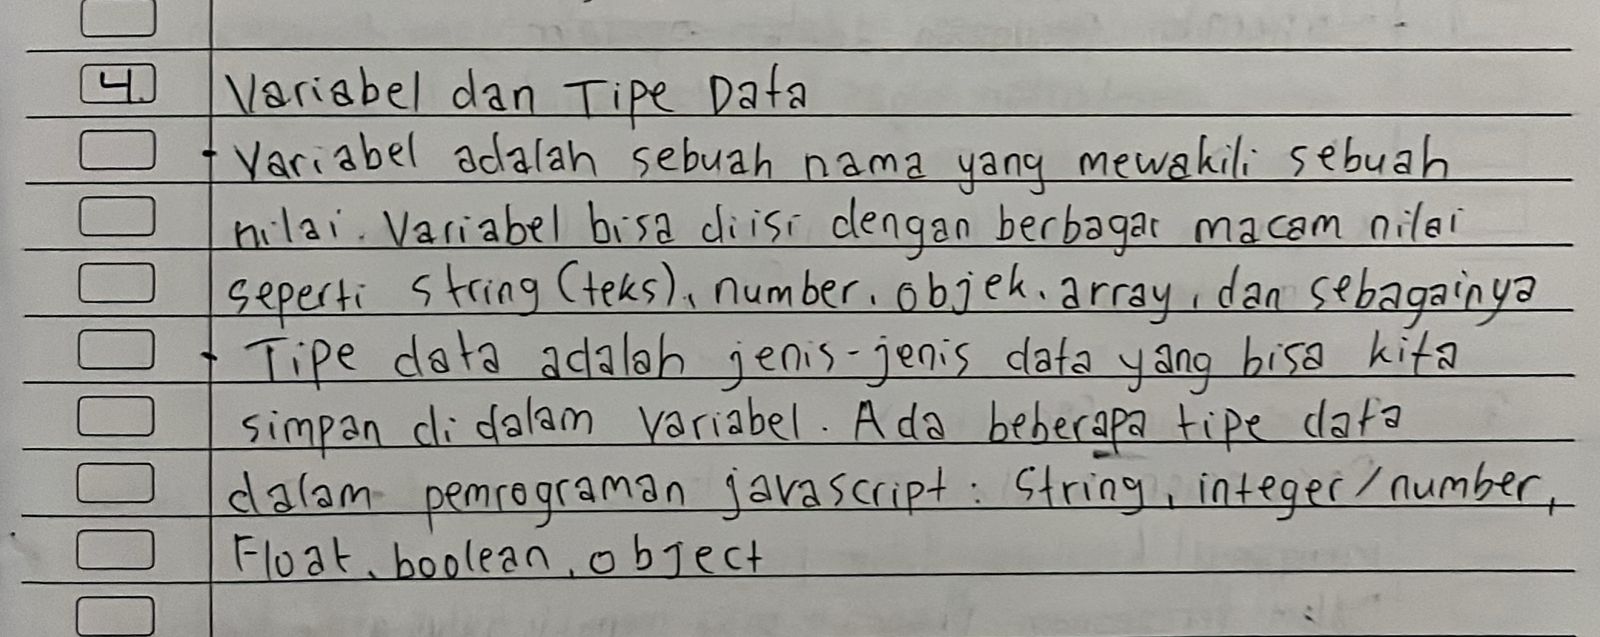 4. Variabel dan Tipe Data
- Variabel adalah sebuah nama yang mewakili sebuah
nilai. Variabel bisa diisi dengan berbagai macam nilai
seperti string (teks), number, objek, array, dan sebagainya
- Tipe data adalah jenis-jenis data yang bisa kita
simpan di dalam variabel. Ada beberapa tipe data
dalam pemrograman javascript : String, integer/number,
Float, boolean, object